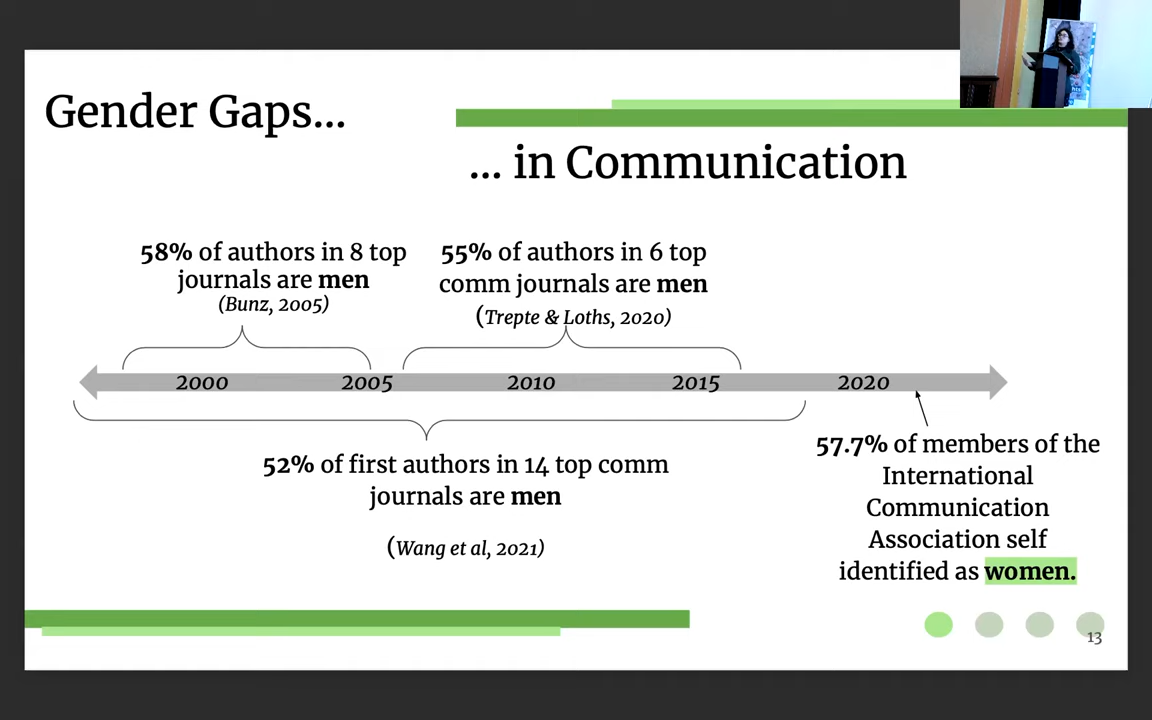 Gender Gaps...
... in Communication
58% of authors in 8 top
journals are men
(Bunz, 2005)
55% of authors in 6 top
comm journals are men
(Trepte & Loths, 2020)
2000 2005 2010 2015 2020
52% of first authors in 14 top comm
journals are men
(Wang et al, 2021)
57.7% of members of the
International
Communication
Association self
identified as women.
13